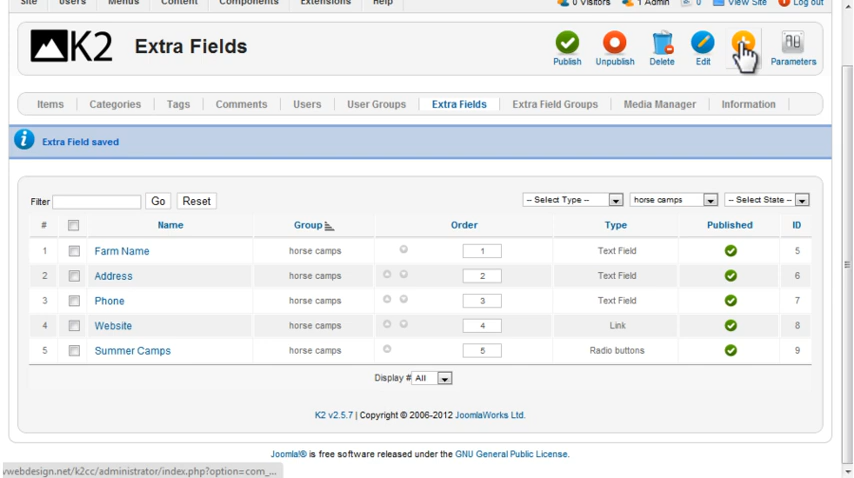 Site Users Menus Content Components Extensions Help 0 Visitors 1 Admin 0 View Site Log out
K2 Extra Fields
Publish Unpublish Delete Edit Parameters
Items Categories Tags Comments Users User Groups Extra Fields Extra Field Groups Media Manager Information
Extra Field saved
Filter Go Reset -- Select Type -- horse camps -- Select State --
# Name Group Order Type Published ID
1 Farm Name horse camps 1 Text Field 5
2 Address horse camps 2 Text Field 6
3 Phone horse camps 3 Text Field 7
4 Website horse camps 4 Link 8
5 Summer Camps horse camps 5 Radio buttons 9
Display # All
K2 v2.5.7 | Copyright © 2006-2012 JoomlaWorks Ltd.
Joomla!® is free software released under the GNU General Public License.
vwebdesign.net/k2cc/administrator/index.php?option=com_...